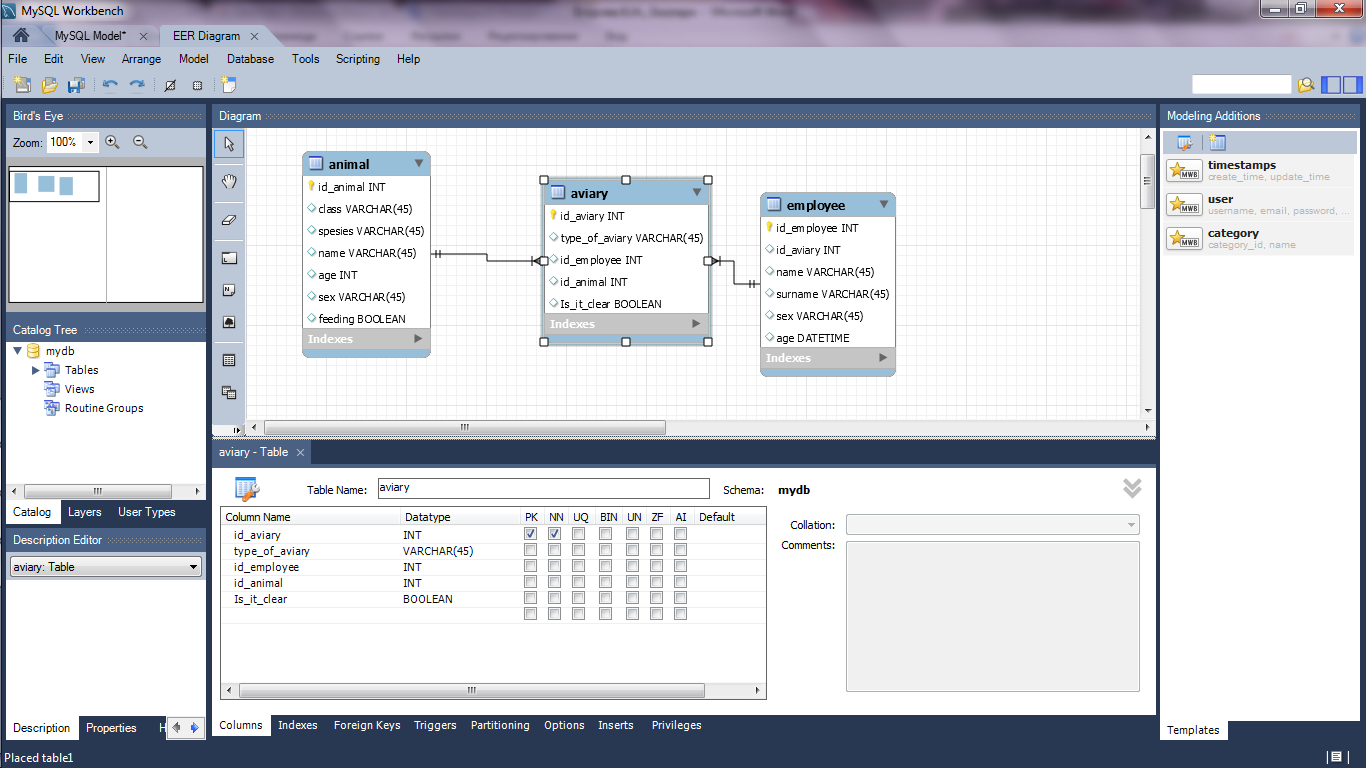 MySQL Workbench
MySQL Model* EER Diagram
File Edit View Arrange Model Database Tools Scripting Help
Bird's Eye
Zoom: 100%
Catalog Tree
mydb
Tables
Views
Routine Groups
Catalog Layers User Types
Description Editor
aviary: Table
Description Properties H
Diagram
animal
id_animal INT
class VARCHAR(45)
spesies VARCHAR(45)
name VARCHAR(45)
age INT
sex VARCHAR(45)
feeding BOOLEAN
Indexes
aviary
id_aviary INT
type_of_aviary VARCHAR(45)
id_employee INT
id_animal INT
Is_it_clear BOOLEAN
Indexes
employee
id_employee INT
id_aviary INT
name VARCHAR(45)
surname VARCHAR(45)
sex VARCHAR(45)
age DATETIME
Indexes
Modeling Additions
MWB
timestamps
create_time, update_time
MWB
user
username, email, password, ...
MWB
category
category_id, name
Templates
aviary - Table
Table Name: aviary Schema: mydb
Column Name Datatype PK NN UQ BIN UN ZF AI Default
id_aviary INT
type_of_aviary VARCHAR(45)
id_employee INT
id_animal INT
Is_it_clear BOOLEAN
Collation:
Comments:
Columns Indexes Foreign Keys Triggers Partitioning Options Inserts Privileges
Placed table1